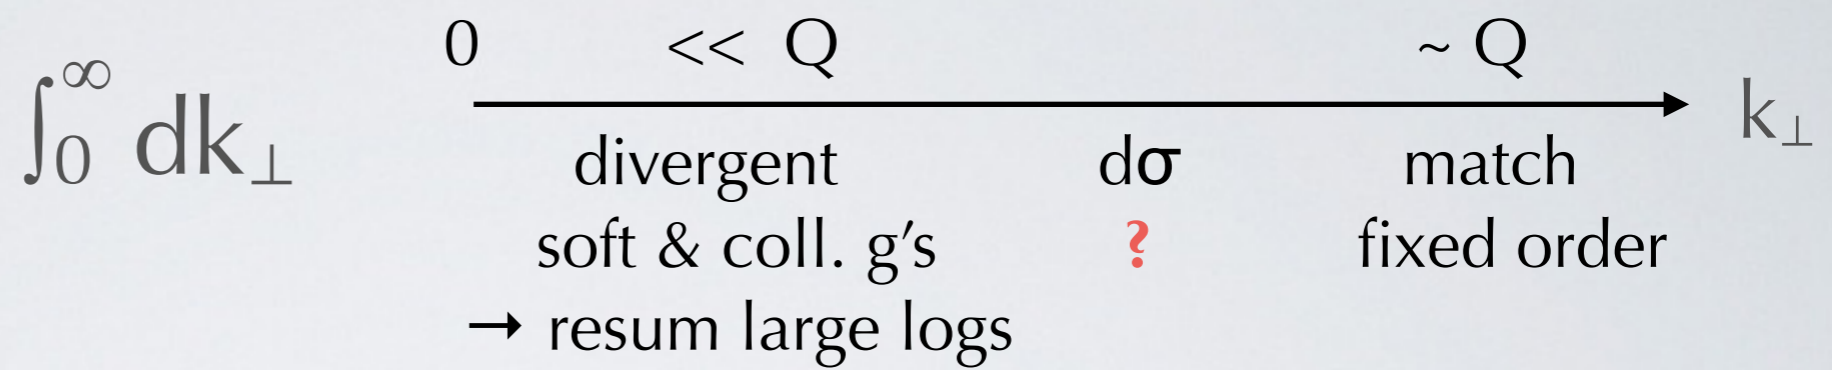 0 << Q ~ Q
∫₀^∞ dk⊥ k⊥
divergent dσ match
soft & coll. g’s ? fixed order
→ resum large logs